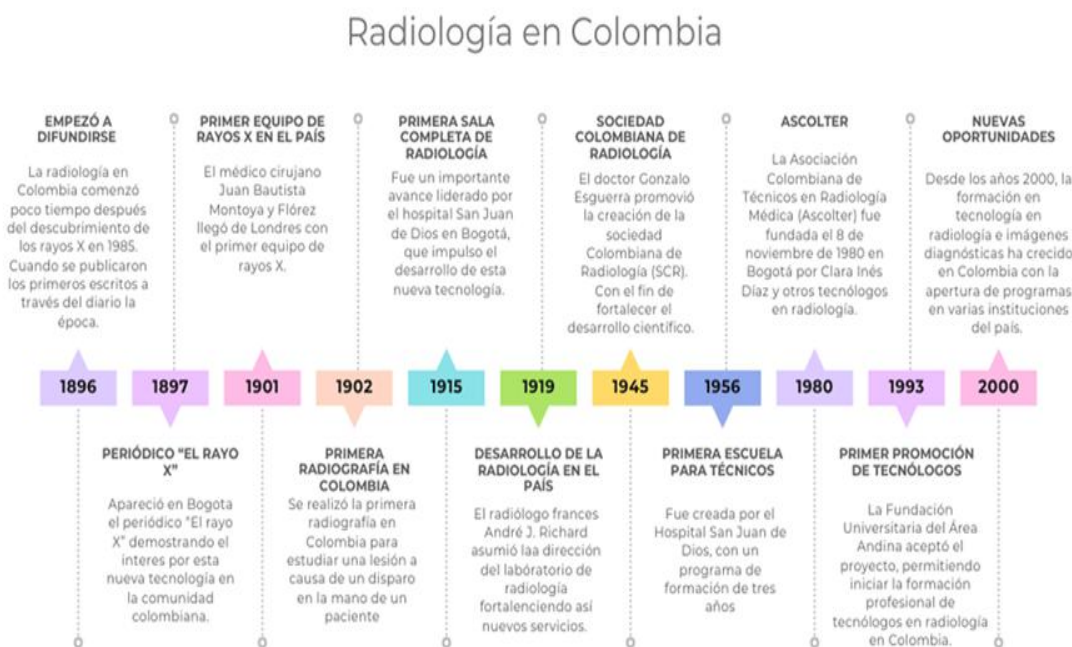 Radiología en Colombia
EMPEZÓ A
DIFUNDIRSE
La radiología en
Colombia comenzó
poco tiempo después
del descubrimiento de
los rayos X en 1985.
Cuando se publicaron
los primeros escritos a
través del diario la
época.
PRIMER EQUIPO DE
RAYOS X EN EL PAÍS
El médico cirujano
Juan Bautista
Montoya y Flórez
llegó de Londres con
el primer equipo de
rayos X.
PRIMERA SALA
COMPLETA DE
RADIOLOGÍA
Fue un importante
avance liderado por
el hospital San Juan
de Dios en Bogotá,
que impulso el
desarrollo de esta
nueva tecnología.
SOCIEDAD
COLOMBIANA DE
RADIOLOGÍA
El doctor Gonzalo
Esguerra promovió
la creación de la
sociedad
Colombiana de
Radiología (SCR).
Con el fin de
fortalecer el
desarrollo científico.
ASCOLTER
La Asociación
Colombiana de
Técnicos en Radiología
Médica (Ascolter) fue
fundada el 8 de
noviembre de 1980 en
Bogotá por Clara Inés
Díaz y otros tecnólogos
en radiología.
NUEVAS
OPORTUNIDADES
Desde los años 2000, la
formación en
tecnología en
radiología e imágenes
diagnósticas ha crecido
en Colombia con la
apertura de programas
en varias instituciones
del país.
1896
1897
1901
1902
1915
1919
1945
1956
1980
1993
2000
PERIÓDICO “EL RAYO
X”
Apareció en Bogota
el periódico "El rayo
X" demostrando el
interes por esta
nueva tecnología en
la comunidad
colombiana.
PRIMERA
RADIOGRAFÍA EN
COLOMBIA
Se realizó la primera
radiografía en
Colombia para
estudiar una lesión a
causa de un disparo
en la mano de un
paciente
DESARROLLO DE LA
RADIOLOGÍA EN EL
PAÍS
El radiólogo frances
André J. Richard
asumió laa dirección
del labóratorio de
radiología
fortalenciendo así
nuevos servicios.
PRIMERA ESCUELA
PARA TÉCNICOS
Fue creada por el
Hospital San Juan de
Dios, con un
programa de
formación de tres
años
PRIMER PROMOCIÓN
DE TECNÓLOGOS
La Fundación
Universitaria del Área
Andina aceptó el
proyecto, permitiendo
iniciar la formación
profesional de
tecnólogos en radiología
en Colombia.